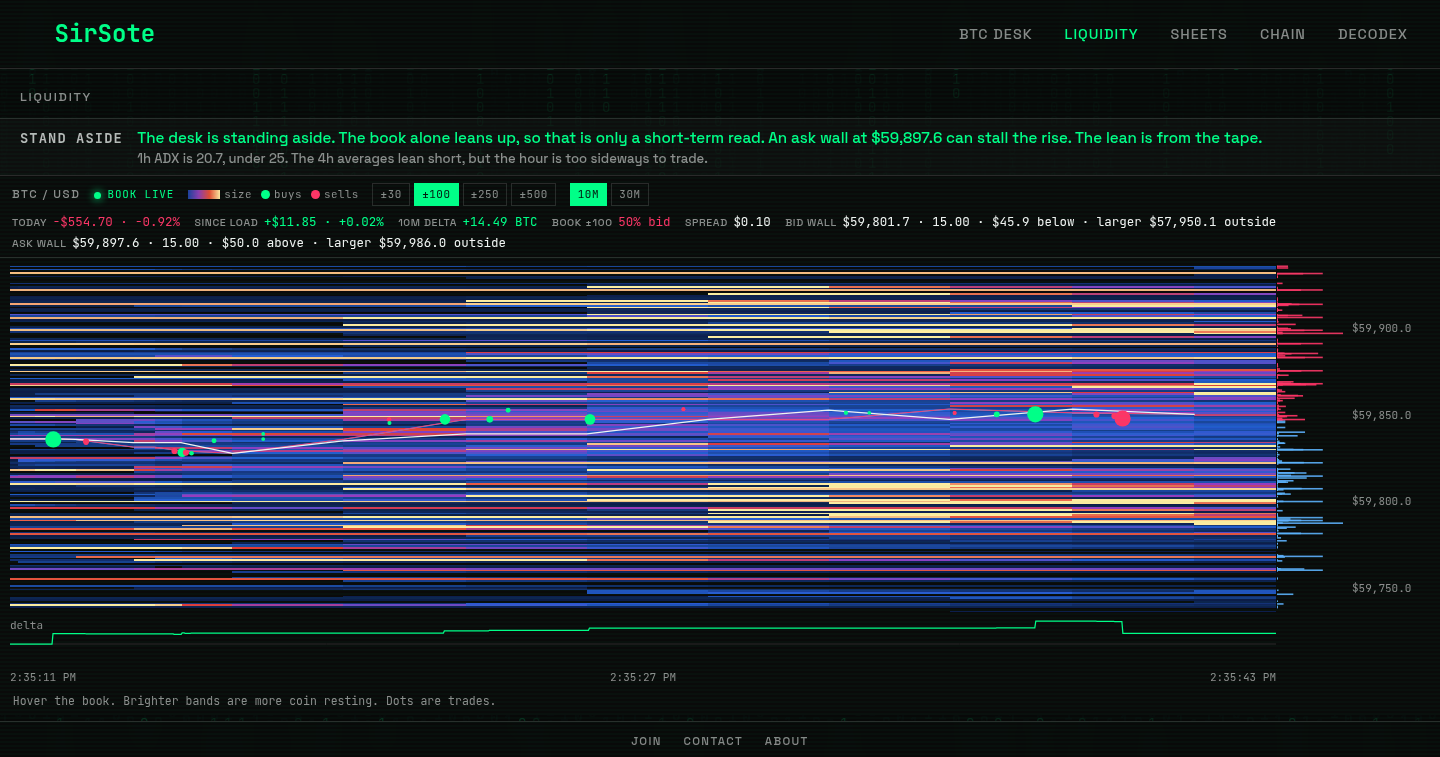 SirSote
BTC DESK LIQUIDITY SHEETS CHAIN DECODEX
LIQUIDITY
STAND ASIDE The desk is standing aside. The book alone leans up, so that is only a short-term read. An ask wall at $59,897.6 can stall the rise. The lean is from the tape.
1h ADX is 20.7, under 25. The 4h averages lean short, but the hour is too sideways to trade.
BTC / USD BOOK LIVE size buys sells ±30 ±100 ±250 ±500 10M 30M
TODAY -$554.70 · -0.92% SINCE LOAD +$11.85 · +0.02% 10M DELTA +14.49 BTC BOOK ±100 50% bid SPREAD $0.10 BID WALL $59,801.7 · 15.00 · $45.9 below · larger $57,950.1 outside
ASK WALL $59,897.6 · 15.00 · $50.0 above · larger $59,986.0 outside
$59,900.0
$59,850.0
$59,800.0
$59,750.0
delta
2:35:11 PM 2:35:27 PM 2:35:43 PM
Hover the book. Brighter bands are more coin resting. Dots are trades.
JOIN CONTACT ABOUT